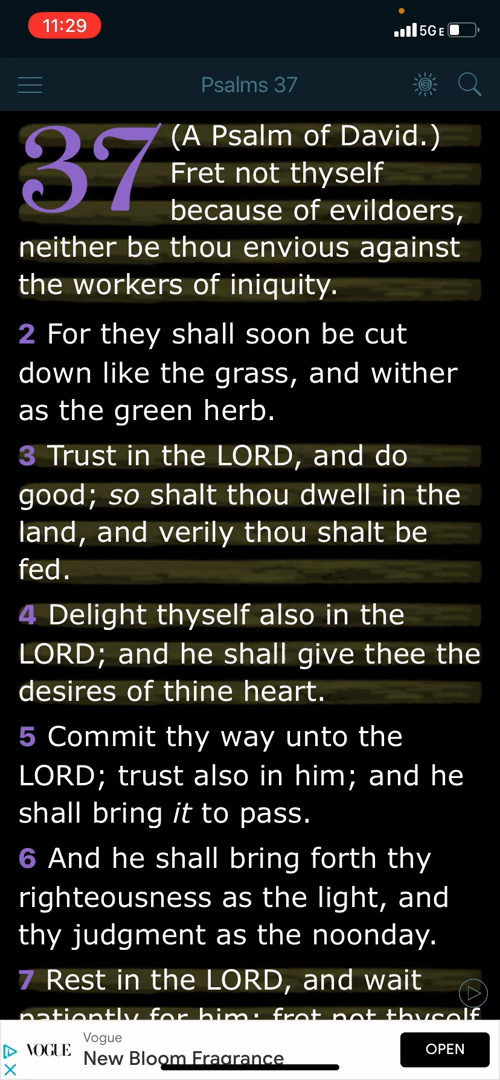 11:29
5G E
Psalms 37
37 (A Psalm of David.)
Fret not thyself
because of evildoers,
neither be thou envious against
the workers of iniquity.
2 For they shall soon be cut
down like the grass, and wither
as the green herb.
3 Trust in the LORD, and do
good; so shalt thou dwell in the
land, and verily thou shalt be
fed.
4 Delight thyself also in the
LORD; and he shall give thee the
desires of thine heart.
5 Commit thy way unto the
LORD; trust also in him; and he
shall bring it to pass.
6 And he shall bring forth thy
righteousness as the light, and
thy judgment as the noonday.
7 Rest in the LORD, and wait
patiently for him: fret not thyself
VOGUE
Vogue
New Bloom Fragrance
OPEN